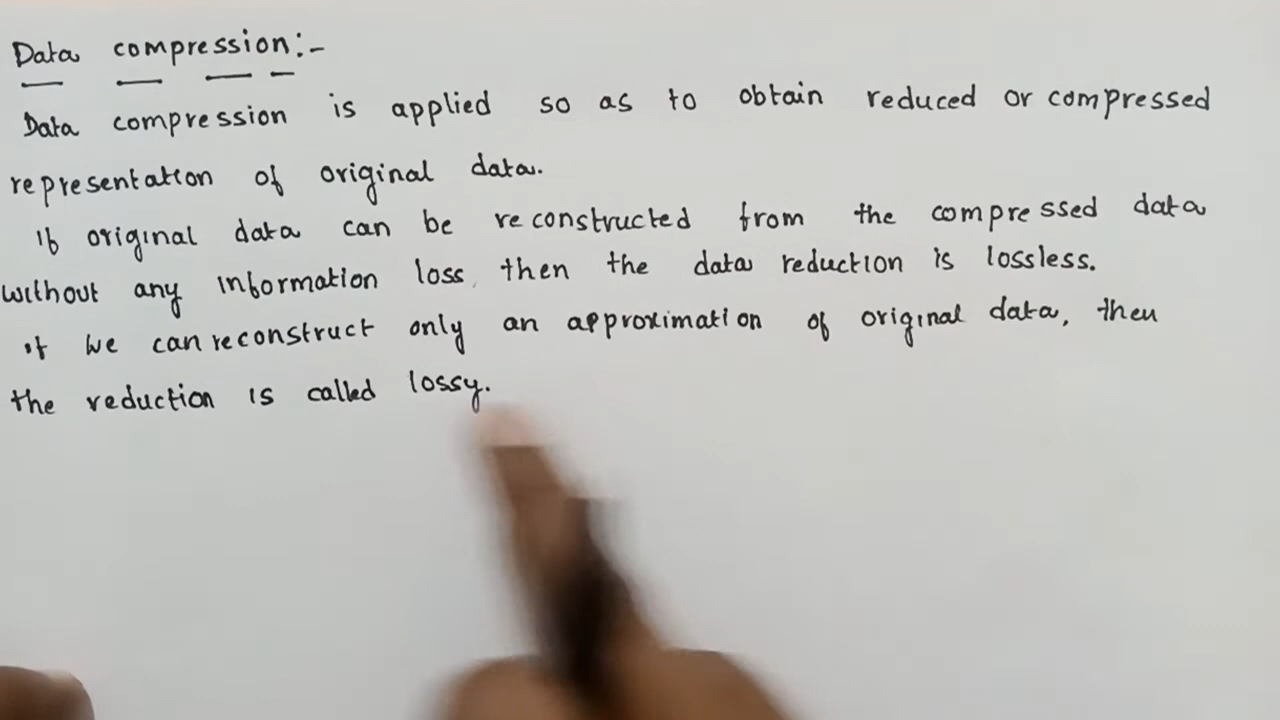 Data compression:-
Data compression is applied so as to obtain reduced or compressed
representation of original data.
If original data can be reconstructed from the compressed data
without any information loss, then the data reduction is lossless.
if we can reconstruct only an approximation of original data, then
the reduction is called lossy.